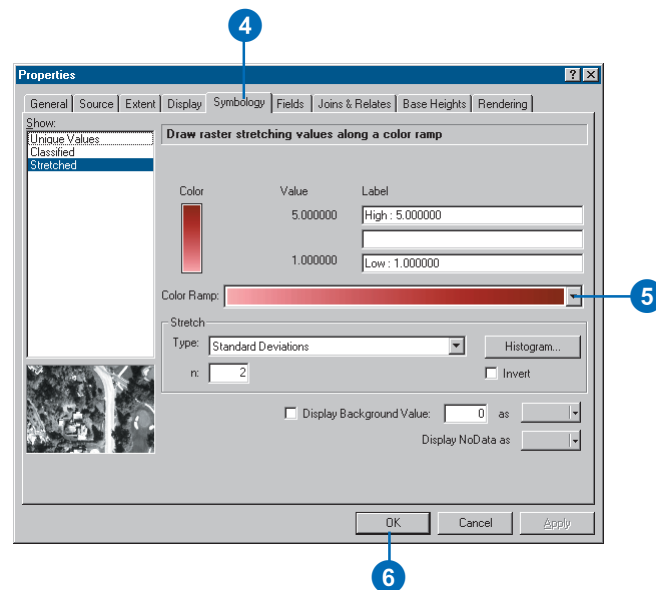 4
Properties
General Source Extent Display Symbology Fields Joins & Relates Base Heights Rendering
Show:
Unique Values
Classified
Stretched
Draw raster stretching values along a color ramp
Color Value Label
5.000000 High : 5.000000
1.000000 Low : 1.000000
Color Ramp:
5
Stretch
Type: Standard Deviations Histogram...
n: 2 Invert
Display Background Value: 0 as
Display NoData as
OK Cancel Apply
6